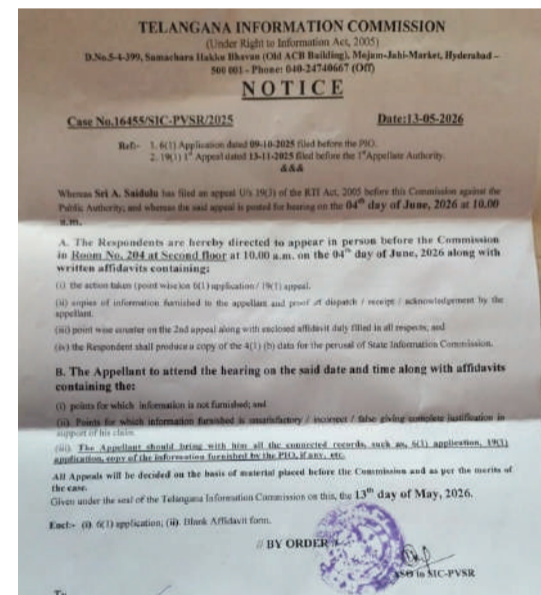 TELANGANA INFORMATION COMMISSION
(Under Right to Information Act, 2005)
D.No.5-4-399, Samachara Hakku Bhavan (Old ACB Building), Mojam-Jahi-Market, Hyderabad –
500 001 - Phone: 040-24740667 (Off)
NOTICE
Case No.16455/SIC-PVSR/2025 Date:13-05-2026
Ref:- 1. 6(1) Application dated 09-10-2025 filed before the PIO.
2. 19(1) 1st Appeal dated 13-11-2025 filed before the 1st Appellate Authority.
&&&
Whereas Sri A. Saidulu has filed an appeal U/s 19(3) of the RTI Act, 2005 before this Commission against the
Public Authority; and whereas the said appeal is posted for hearing on the 04th day of June, 2026 at 10.00
a.m.
A. The Respondents are hereby directed to appear in person before the Commission
in Room No. 204 at Second floor at 10.00 a.m. on the 04th day of June, 2026 along with
written affidavits containing:
(i) the action taken (point wise on 6(1) application / 19(1) appeal.
(ii) copies of information furnished to the appellant and proof of dispatch / receipt / acknowledgement by the
appellant.
(iii) point wise counter on the 2nd appeal along with enclosed affidavit duly filled in all respects; and
(iv) the Respondent shall produce a copy of the 4(1) (b) data for the perusal of State Information Commission.
B. The Appellant to attend the hearing on the said date and time along with affidavits
containing the:
(i) points for which information is not furnished; and
(ii) Points for which information furnished is unsatisfactory / incorrect / false giving complete justification in
support of his claim.
(iii) The Appellant should bring with him all the connected records, such as, 6(1) application, 19(1)
application, copy of the information furnished by the PIO, if any, etc.
All Appeals will be decided on the basis of material placed before the Commission and as per the merits of
the case.
Given under the seal of the Telangana Information Commission on this, the 13th day of May, 2026.
Encl:- (i). 6(1) application; (ii). Blank Affidavit form.
// BY ORDER //
ASO to SIC-PVSR
To